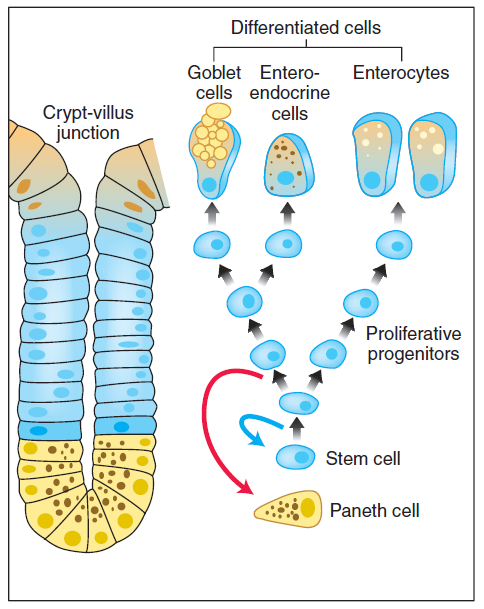 Differentiated cells
Goblet
cells
Entero-
endocrine
cells
Enterocytes
Crypt-villus
junction
Proliferative
progenitors
Stem cell
Paneth cell